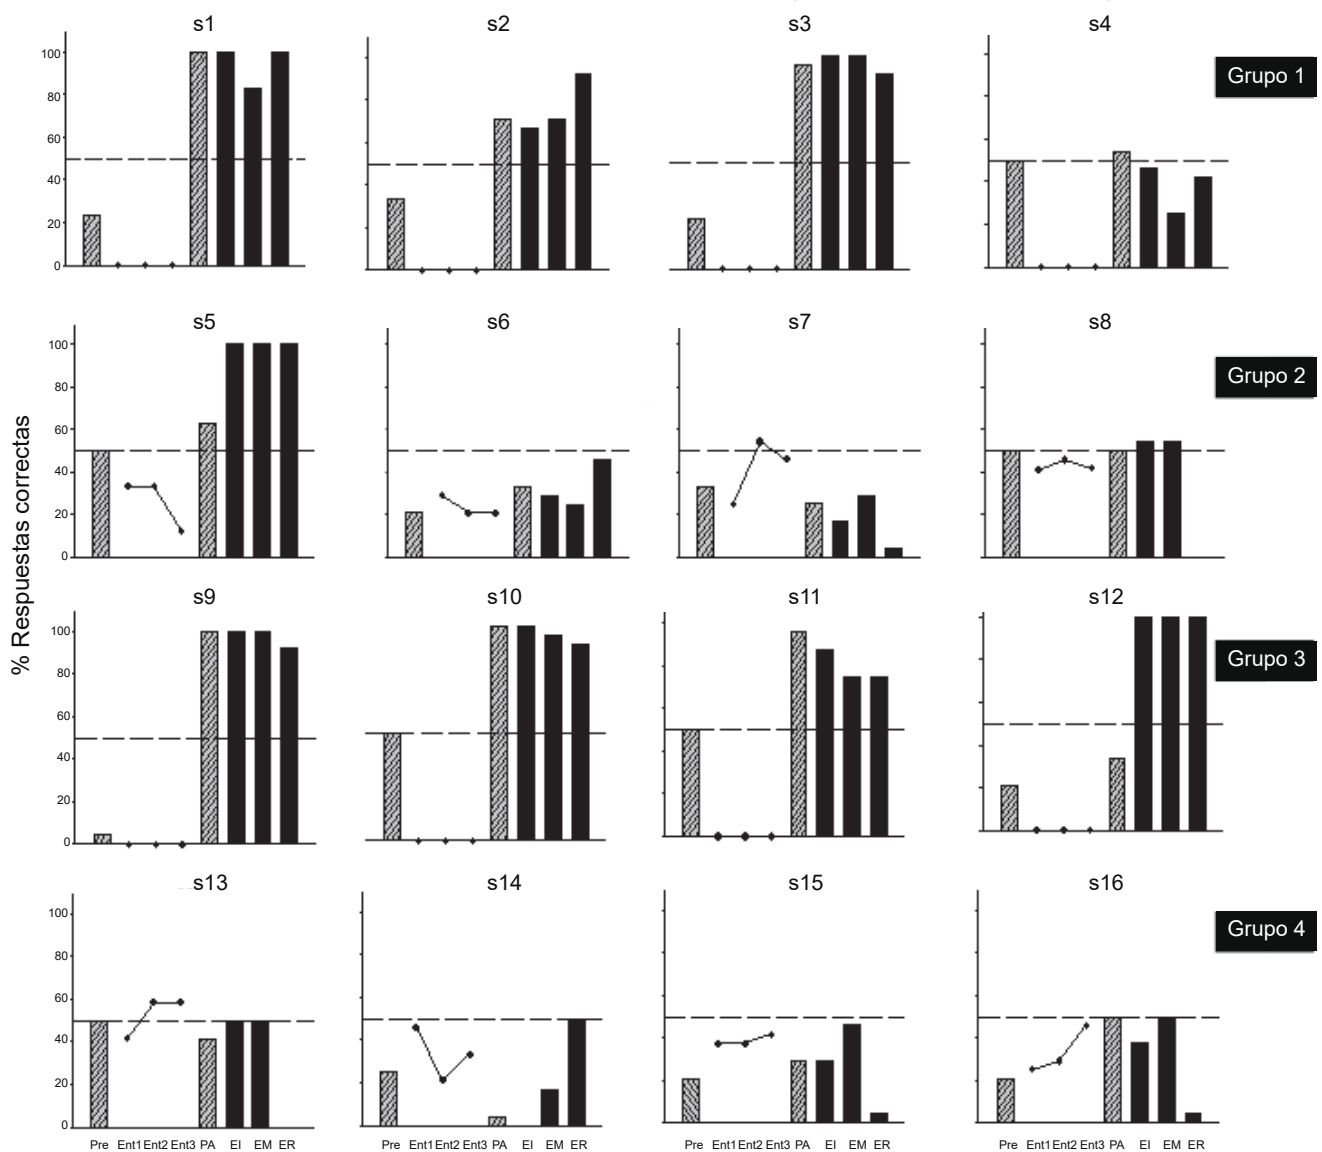 s1 s2 s3 s4
Grupo 1
100
80
60
40
20
0
s5 s6 s7 s8
Grupo 2
100
80
60
40
20
0
% Respuestas correctas
s9 s10 s11 s12
Grupo 3
100
80
60
40
20
0
s13 s14 s15 s16
Grupo 4
100
80
60
40
20
0
Pre Ent1 Ent2 Ent3 PA EI EM ER Pre Ent1 Ent2 Ent3 PA EI EM ER Pre Ent1 Ent2 Ent3 PA EI EM ER Pre Ent1 Ent2 Ent3 PA EI EM ER